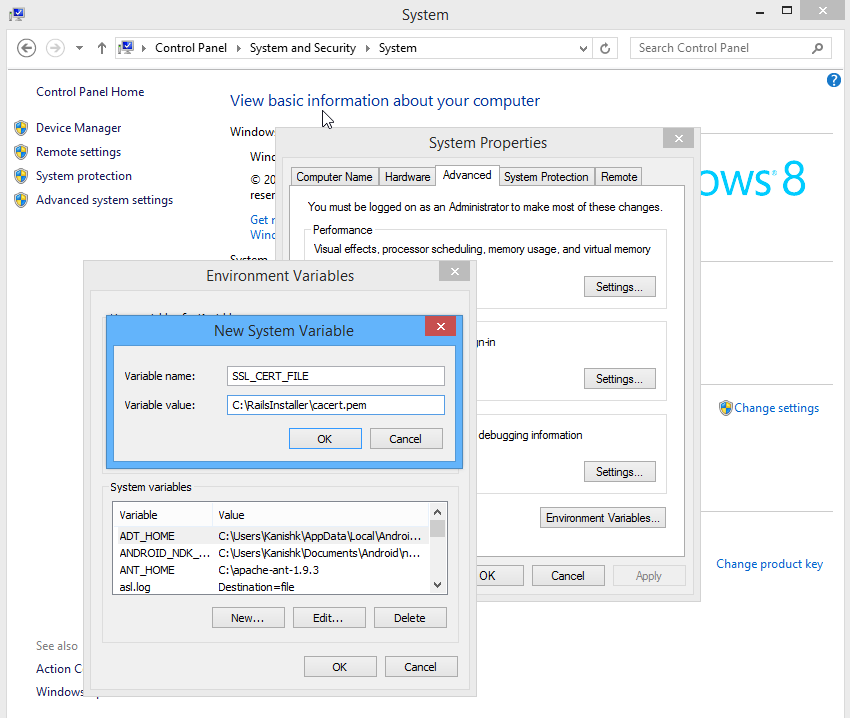 System
Control Panel
System and Security
System
Search Control Panel
Control Panel Home
Device Manager
Remote settings
System protection
Advanced system settings
See also
Action
Windows
View basic information about your computer
© 20
Get
System
ows 8
Change settings
Change product key
System Properties
Computer Name
Hardware
Advanced
System Protection
Remote
You must be logged on as an Administrator to make most of these changes.
Performance
Visual effects, processor scheduling, memory usage, and virtual memory
Settings...
Settings...
debugging information
Settings...
Environment Variables...
OK
Cancel
Apply
Environment Variables
New System Variable
Variable name:
SSL_CERT_FILE
Variable value:
C:\RailsInstaller\cacert.pem
OK
Cancel
System variables
Variable
Value
ADT_HOME
C:\Users\Kanishk\AppData\Local\Androi...
ANDROID_NDK_...
C:\Users\Kanishk\Documents\Android\n...
ANT_HOME
C:\apache-ant-1.9.3
asl.log
Destination=file
New...
Edit...
Delete
OK
Cancel